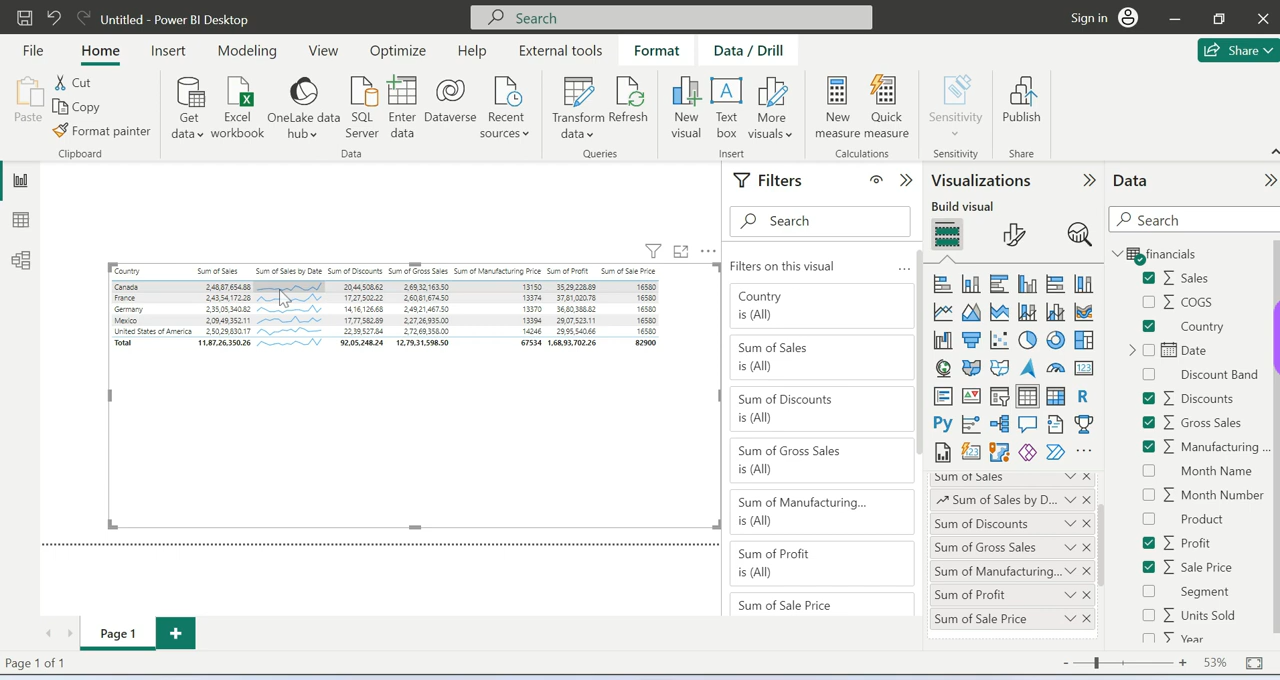 Untitled - Power BI Desktop
Search
Sign in
File
Home
Insert
Modeling
View
Optimize
Help
External tools
Format
Data / Drill
Share
Paste
Cut
Copy
Format painter
Clipboard
Get data
Excel workbook
OneLake data hub
SQL Server
Enter data
Dataverse
Recent sources
Data
Transform data
Refresh
Queries
New visual
Text box
More visuals
Insert
New measure
Quick measure
Calculations
Sensitivity
Sensitivity
Publish
Share
Country Sum of Sales Sum of Sales by Date Sum of Discounts Sum of Gross Sales Sum of Manufacturing Price Sum of Profit Sum of Sale Price
Canada 2,48,87,654.88 20,45,508.65 2,69,32,163.50 13150 35,29,228.89 16580
France 2,43,54,172.28 17,27,502.22 2,60,81,674.50 13374 37,81,020.78 16580
Germany 2,35,05,340.82 14,16,126.68 2,49,21,467.50 13370 36,80,388.82 16580
Mexico 2,09,49,352.11 17,77,582.89 2,27,26,935.00 13394 29,07,523.11 16580
United States of America 2,50,29,830.17 22,39,527.84 2,72,69,358.00 14246 29,95,540.66 16580
Total 11,87,26,350.26 92,05,248.24 12,79,31,598.50 67534 1,68,93,702.26 82900
Filters
Search
Filters on this visual
Country
is (All)
Sum of Sales
is (All)
Sum of Discounts
is (All)
Sum of Gross Sales
is (All)
Sum of Manufacturing...
is (All)
Sum of Profit
is (All)
Sum of Sale Price
Visualizations
Build visual
123
R
Py
123
Sum of Sales
Sum of Sales by D...
Sum of Discounts
Sum of Gross Sales
Sum of Manufacturing...
Sum of Profit
Sum of Sale Price
Data
Search
financials
Sales
COGS
Country
Date
Discount Band
Discounts
Gross Sales
Manufacturing ...
Month Name
Month Number
Product
Profit
Sale Price
Segment
Units Sold
Year
Page 1
Page 1 of 1
53%